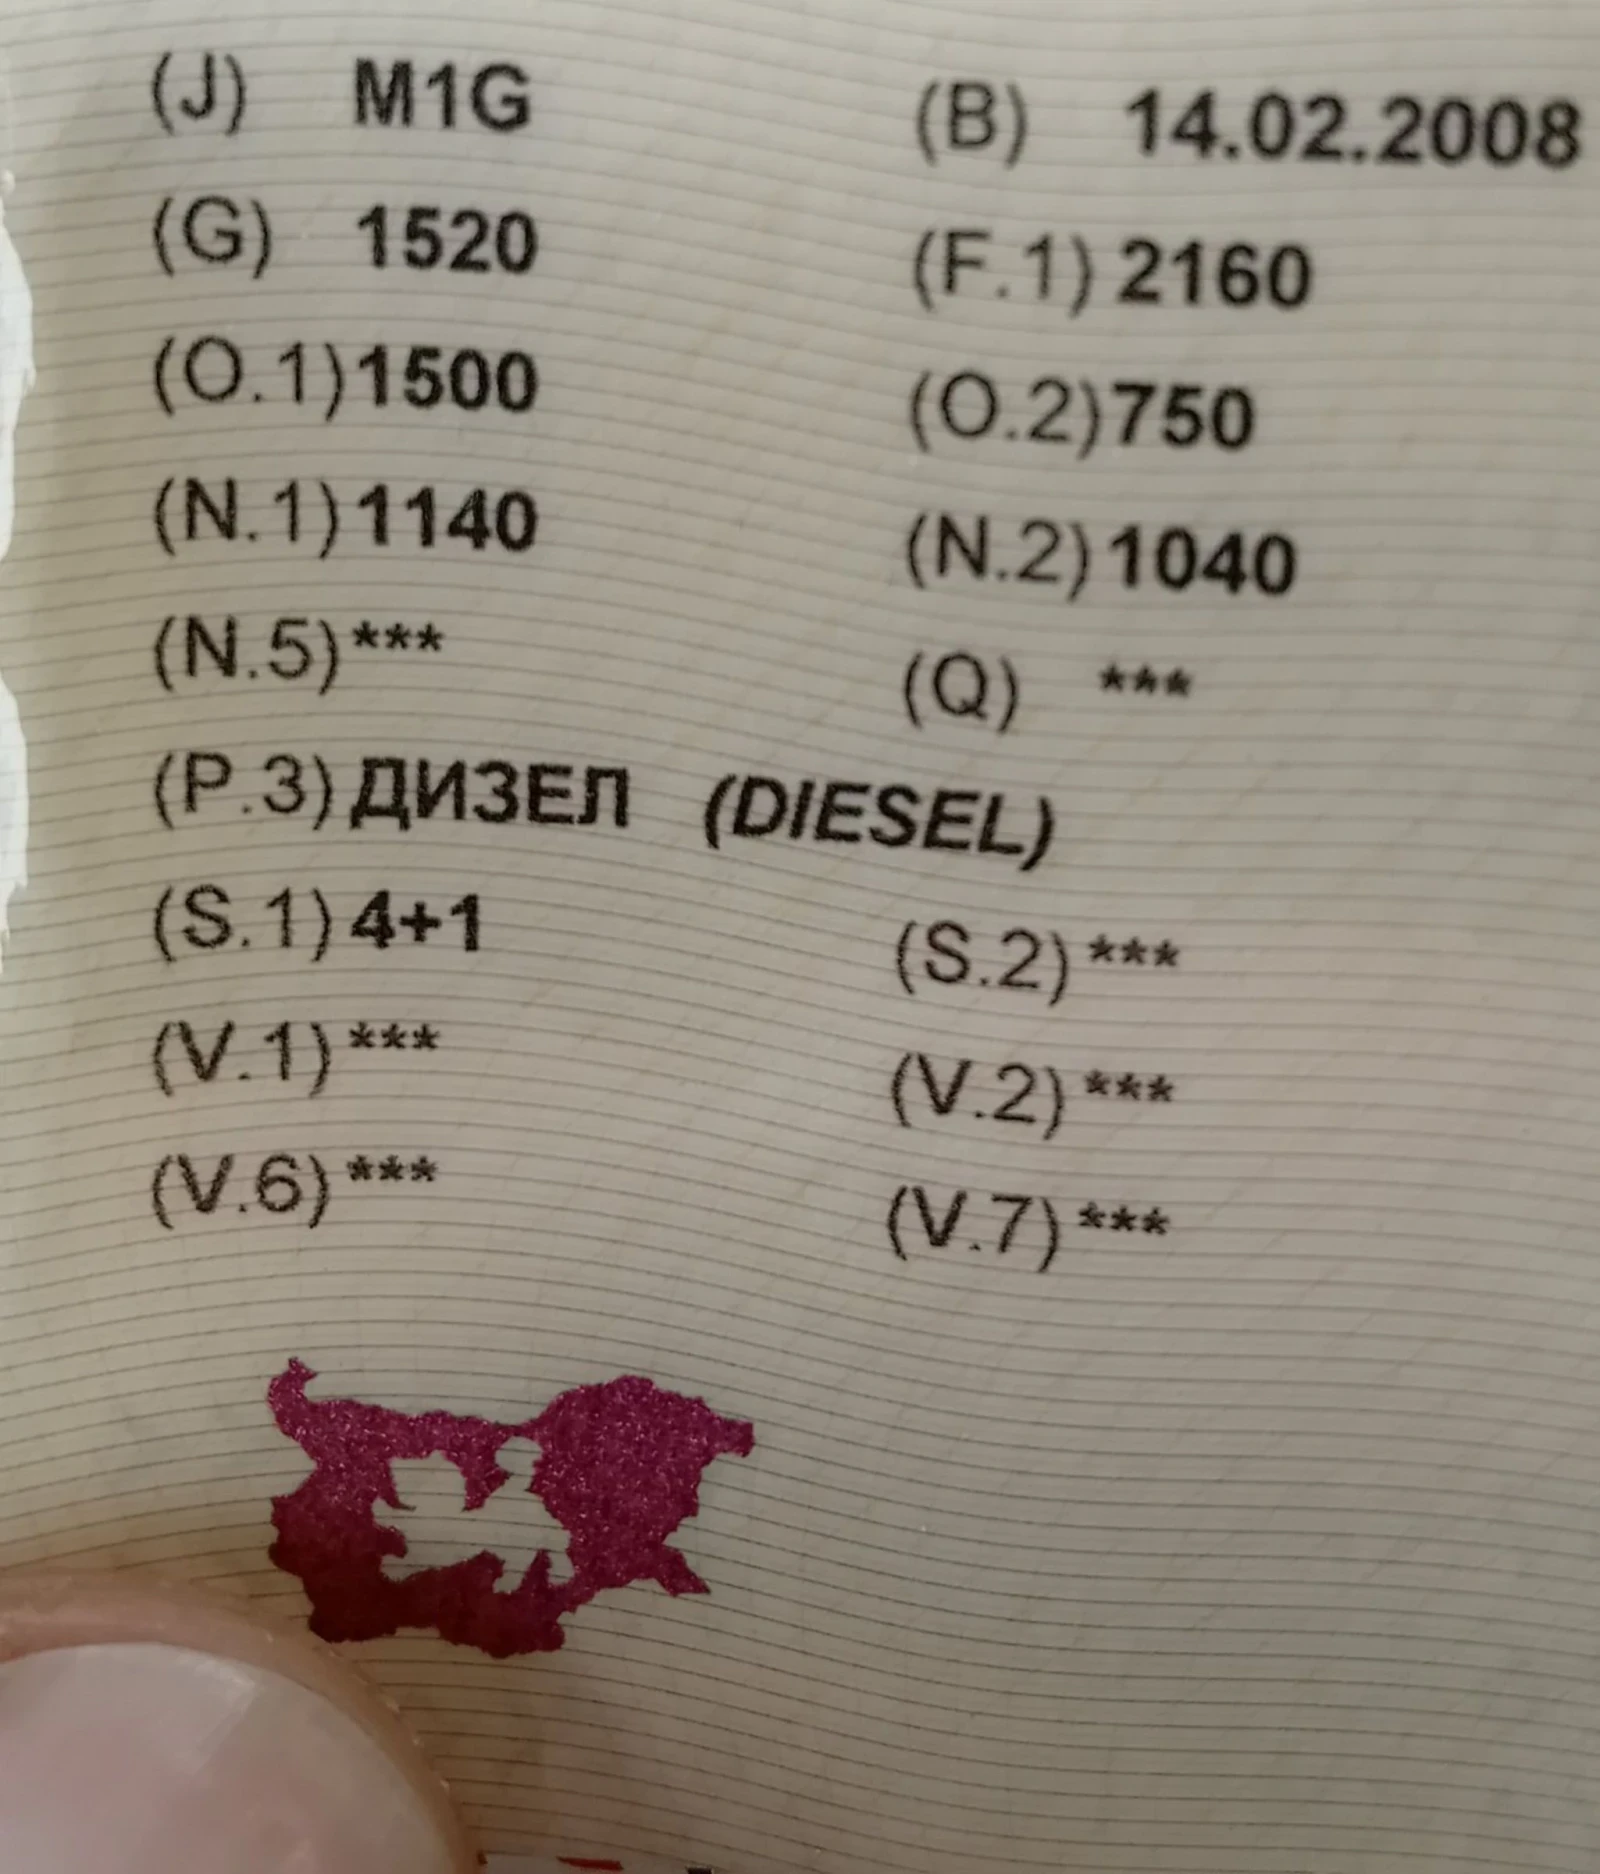 (J) M1G (B) 14.02.2008
(G) 1520 (F.1) 2160
(O.1) 1500 (O.2) 750
(N.1) 1140 (N.2) 1040
(N.5) *** (Q) ***
(P.3) ДИЗЕЛ (DIESEL)
(S.1) 4+1 (S.2) ***
(V.1) *** (V.2) ***
(V.6) *** (V.7) ***